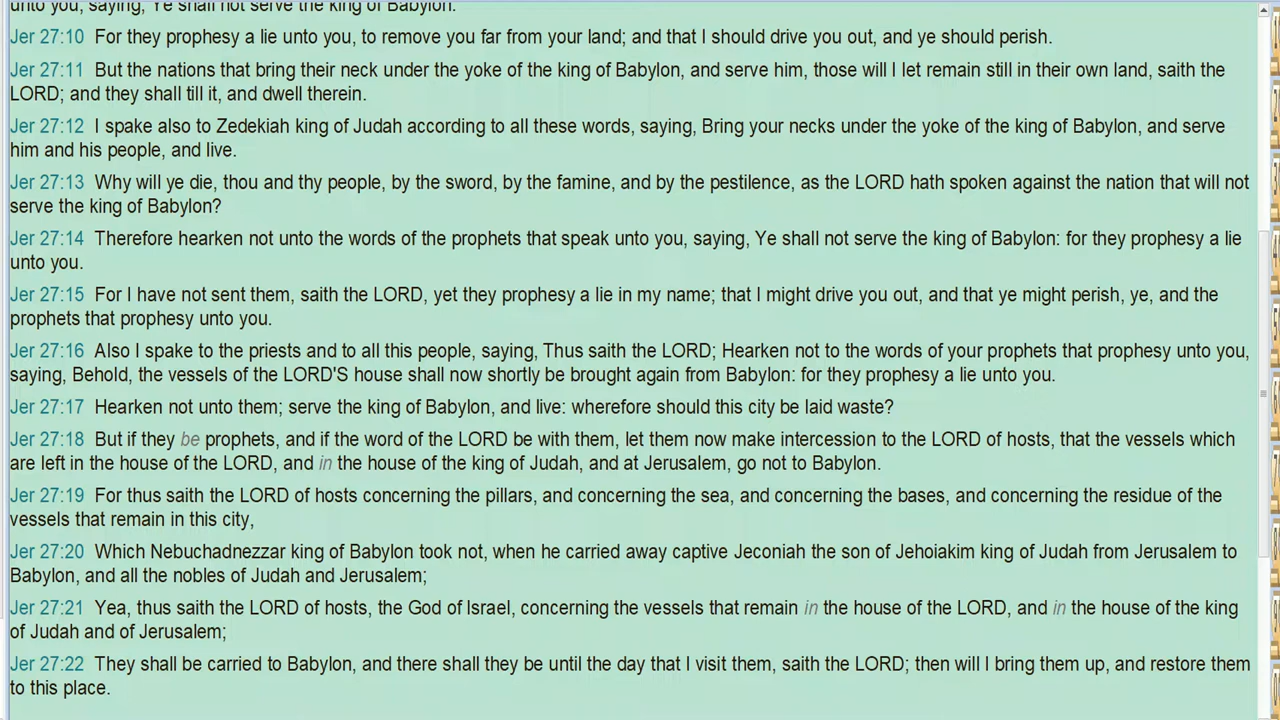 unto you, saying, Ye shall not serve the king of Babylon.
Jer 27:10 For they prophesy a lie unto you, to remove you far from your land; and that I should drive you out, and ye should perish.
Jer 27:11 But the nations that bring their neck under the yoke of the king of Babylon, and serve him, those will I let remain still in their own land, saith the
LORD; and they shall till it, and dwell therein.
Jer 27:12 I spake also to Zedekiah king of Judah according to all these words, saying, Bring your necks under the yoke of the king of Babylon, and serve
him and his people, and live.
Jer 27:13 Why will ye die, thou and thy people, by the sword, by the famine, and by the pestilence, as the LORD hath spoken against the nation that will not
serve the king of Babylon?
Jer 27:14 Therefore hearken not unto the words of the prophets that speak unto you, saying, Ye shall not serve the king of Babylon: for they prophesy a lie
unto you.
Jer 27:15 For I have not sent them, saith the LORD, yet they prophesy a lie in my name; that I might drive you out, and that ye might perish, ye, and the
prophets that prophesy unto you.
Jer 27:16 Also I spake to the priests and to all this people, saying, Thus saith the LORD; Hearken not to the words of your prophets that prophesy unto you,
saying, Behold, the vessels of the LORD'S house shall now shortly be brought again from Babylon: for they prophesy a lie unto you.
Jer 27:17 Hearken not unto them; serve the king of Babylon, and live: wherefore should this city be laid waste?
Jer 27:18 But if they be prophets, and if the word of the LORD be with them, let them now make intercession to the LORD of hosts, that the vessels which
are left in the house of the LORD, and in the house of the king of Judah, and at Jerusalem, go not to Babylon.
Jer 27:19 For thus saith the LORD of hosts concerning the pillars, and concerning the sea, and concerning the bases, and concerning the residue of the
vessels that remain in this city,
Jer 27:20 Which Nebuchadnezzar king of Babylon took not, when he carried away captive Jeconiah the son of Jehoiakim king of Judah from Jerusalem to
Babylon, and all the nobles of Judah and Jerusalem;
Jer 27:21 Yea, thus saith the LORD of hosts, the God of Israel, concerning the vessels that remain in the house of the LORD, and in the house of the king
of Judah and of Jerusalem;
Jer 27:22 They shall be carried to Babylon, and there shall they be until the day that I visit them, saith the LORD; then will I bring them up, and restore them
to this place.